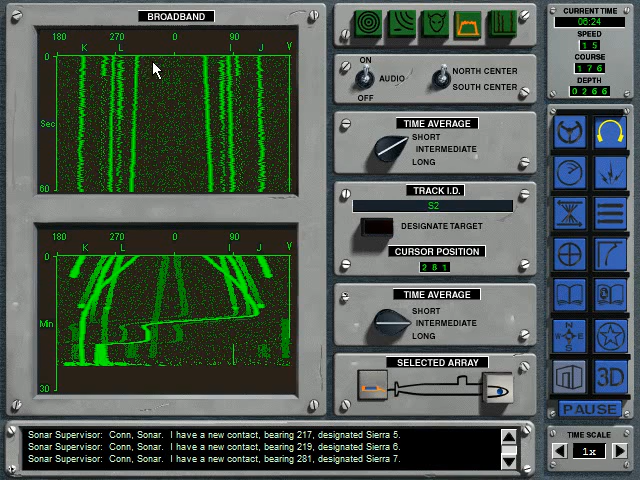 BROADBAND
180 270 0 90 180
K L I J V
0
Sec
60
180 270 0 90 180
K L I J V
0
Min
30
ON
AUDIO
OFF
NORTH CENTER
SOUTH CENTER
TIME AVERAGE
SHORT
INTERMEDIATE
LONG
TRACK I.D.
S2
DESIGNATE TARGET
CURSOR POSITION
281
TIME AVERAGE
SHORT
INTERMEDIATE
LONG
SELECTED ARRAY
CURRENT TIME
06:24
SPEED
15
COURSE
176
DEPTH
0266
N
W E
S
3D
PAUSE
TIME SCALE
1x
Sonar Supervisor: Conn, Sonar. I have a new contact, bearing 217, designated Sierra 5.
Sonar Supervisor: Conn, Sonar. I have a new contact, bearing 219, designated Sierra 6.
Sonar Supervisor: Conn, Sonar. I have a new contact, bearing 281, designated Sierra 7.